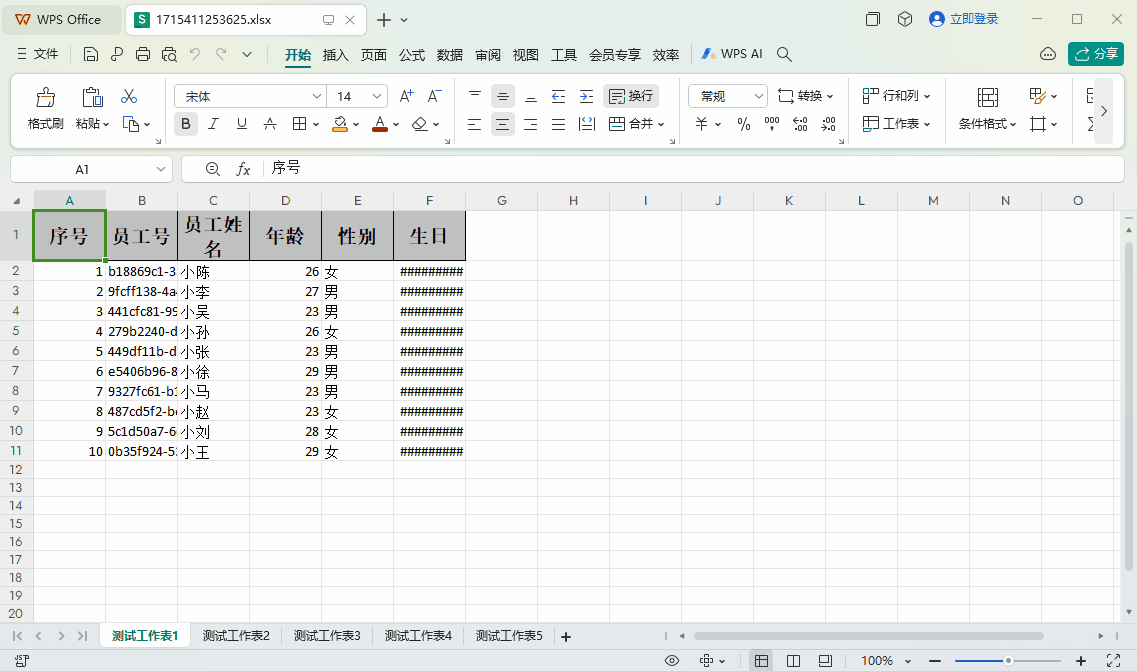 WPS Office
S 1715411253625.xlsx
立即登录
文件 开始 插入 页面 公式 数据 审阅 视图 工具 会员专享 效率 WPS AI 分享
格式刷 粘贴 宋体 14 换行 常规 转换 行和列
B I U A A 合并 ¥ % 工作表 条件格式
A1 fx 序号
A B C D E F G H I J K L M N O
1 序号 员工号 员工姓名 年龄 性别 生日
2 1 b18869c1-3 小陈 26 女 #########
3 2 9fcff138-4a 小李 27 男 #########
4 3 441cfc81-99 小吴 23 男 #########
5 4 279b2240-d 小孙 26 女 #########
6 5 449df11b-d 小张 23 男 #########
7 6 e5406b96-8 小徐 29 男 #########
8 7 9327fc61-b1 小马 23 男 #########
9 8 487cd5f2-b 小赵 23 女 #########
10 9 5c1d50a7-6 小刘 28 女 #########
11 10 0b35f924-5 小王 29 女 #########
12
13
14
15
16
17
18
19
20
测试工作表1 测试工作表2 测试工作表3 测试工作表4 测试工作表5
100%